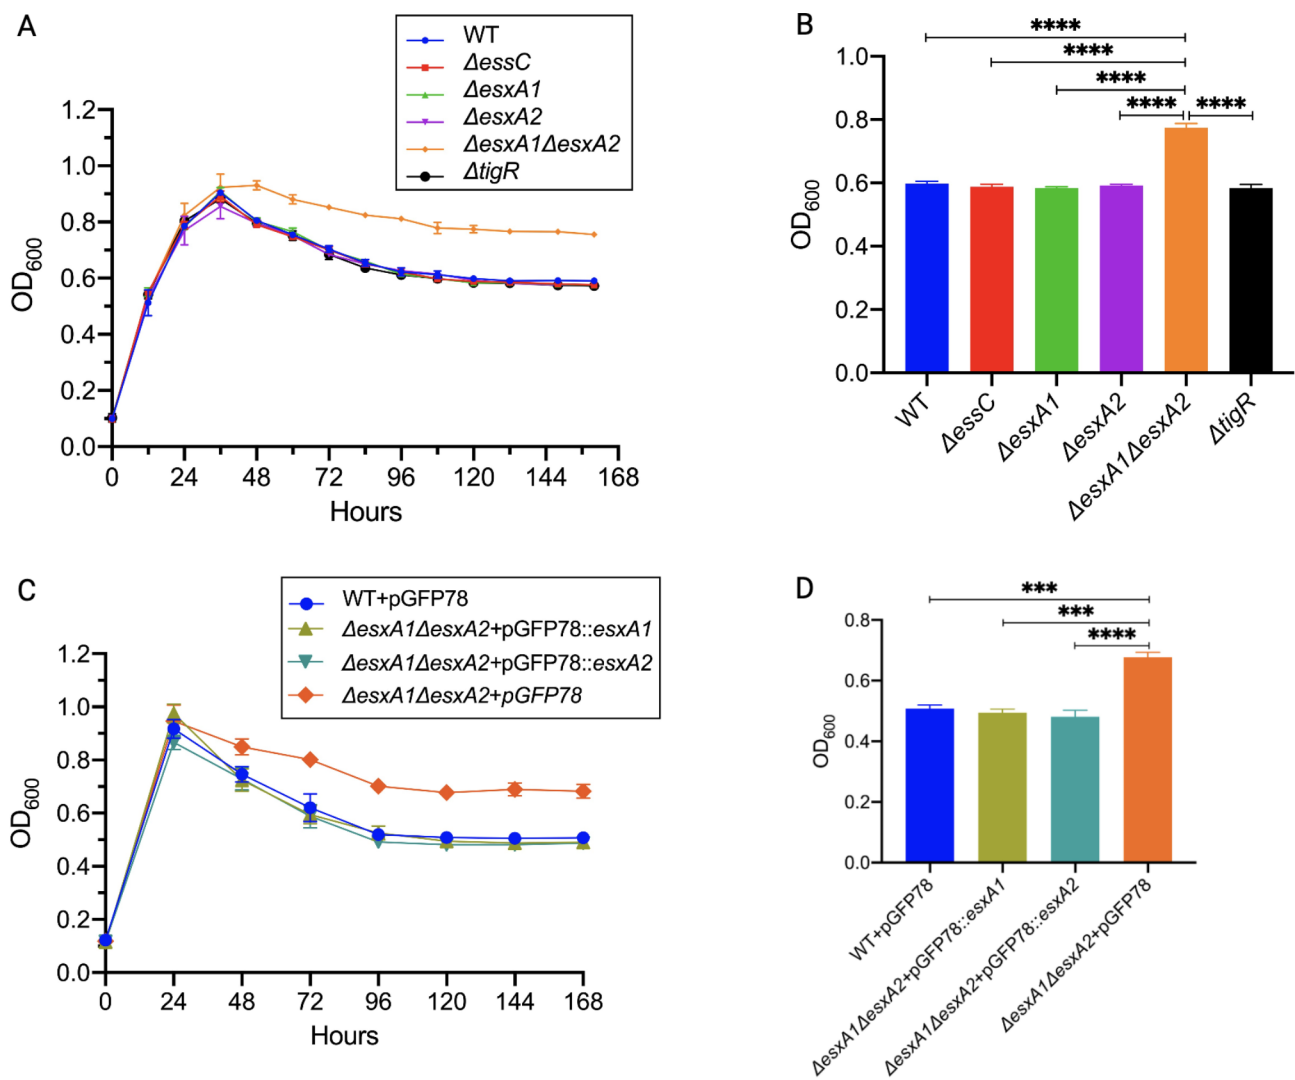 A
WT
ΔessC
ΔesxA1
ΔesxA2
ΔesxA1ΔesxA2
ΔtigR
1.2
1.0
0.8
0.6
0.4
0.2
0.0
OD600
0 24 48 72 96 120 144 168
Hours
B
****
****
****
**** ****
1.0
0.8
0.6
0.4
0.2
0.0
OD600
WT
ΔessC
ΔesxA1
ΔesxA2
ΔesxA1ΔesxA2
ΔtigR
C
WT+pGFP78
ΔesxA1ΔesxA2+pGFP78::esxA1
ΔesxA1ΔesxA2+pGFP78::esxA2
ΔesxA1ΔesxA2+pGFP78
1.2
1.0
0.8
0.6
0.4
0.2
0.0
OD600
0 24 48 72 96 120 144 168
Hours
D
***
***
****
0.8
0.6
0.4
0.2
0.0
OD600
WT+pGFP78
ΔesxA1ΔesxA2+pGFP78::esxA1
ΔesxA1ΔesxA2+pGFP78::esxA2
ΔesxA1ΔesxA2+pGFP78